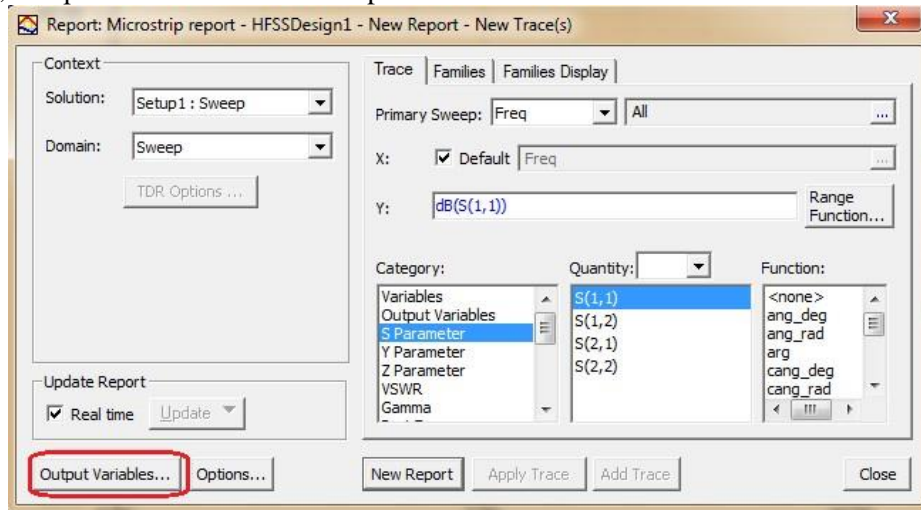 Report: Microstrip report - HFSSDesign1 - New Report - New Trace(s)
Context
Solution: Setup1 : Sweep
Domain: Sweep
TDR Options ...
Update Report
Real time Update
Output Variables... Options...
Trace Families Families Display
Primary Sweep: Freq All ...
X: Default Freq ...
Y: dB(S(1,1)) Range
Function...
Category: Quantity: Function:
Variables
Output Variables
S Parameter
Y Parameter
Z Parameter
VSWR
Gamma
S(1,1)
S(1,2)
S(2,1)
S(2,2)
<none>
ang_deg
ang_rad
arg
cang_deg
cang_rad
New Report Apply Trace Add Trace Close